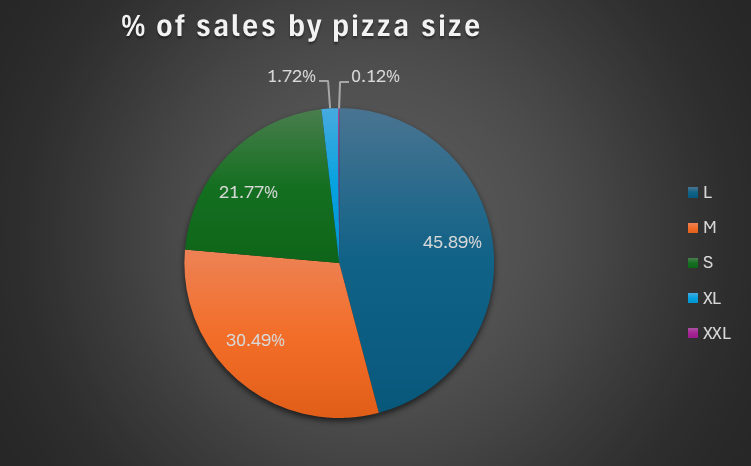 % of sales by pizza size
1.72%
0.12%
21.77%
45.89%
30.49%
L
M
S
XL
XXL